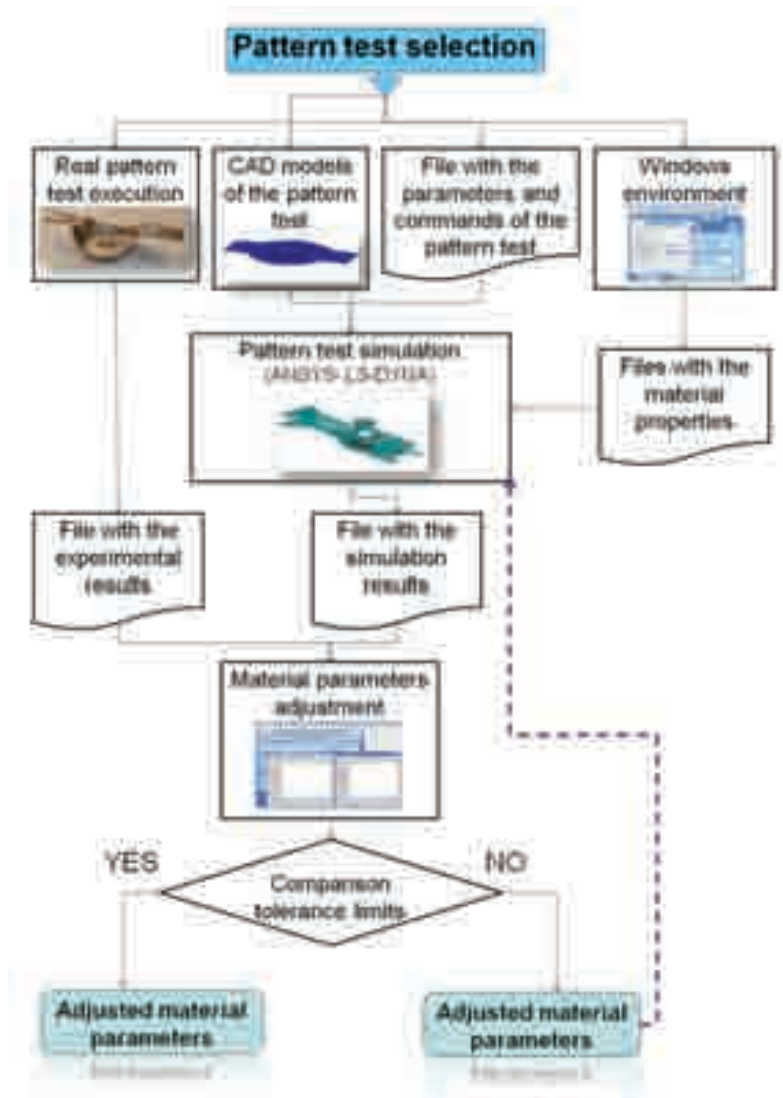 Pattern test selection
Real pattern
test execution
CAD models
of the pattern
test
File with the
parameters and
commands of the
pattern test
Windows
environment
Pattern test simulation
(ANSYS- LS-DYNA)
Files with the
material
properties
File with the
experimental
results
File with the
simulation
results
Material parameters
adjustment
YES
NO
Comparison
tolerance limits
Adjusted material
parameters
Adjusted material
parameters